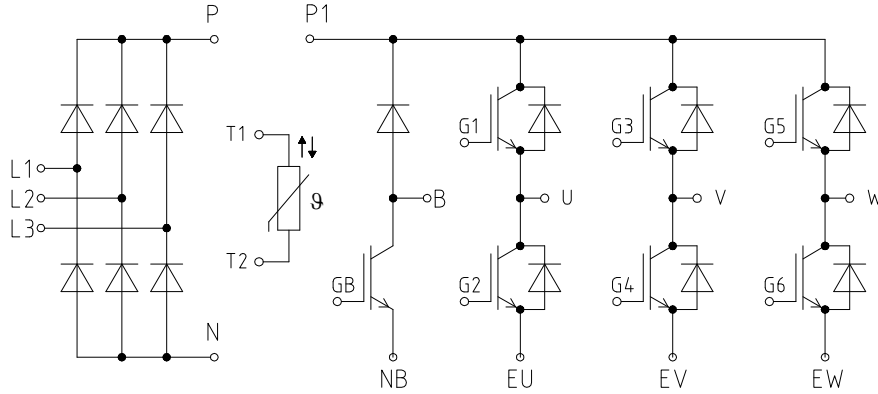 P P1
T1
G1 G3 G5
L1
L2 B U V W
L3 ϑ
T2
GB G2 G4 G6
N
NB EU EV EW